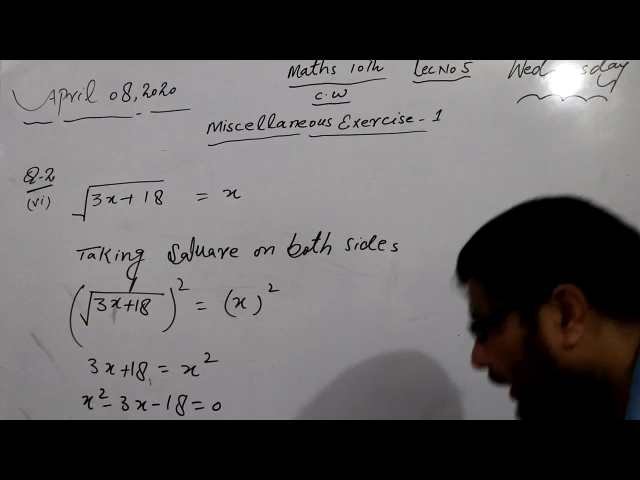 April 08, 2020
Maths 10th Lec No 5 Wednesday
C.W
Miscellaneous Exercise - 1
Q.2
(vi) √(3x+18) = x
Taking Square on both sides
(√(3x+18))² = (x)²
3x+18 = x²
x² - 3x - 18 = 0